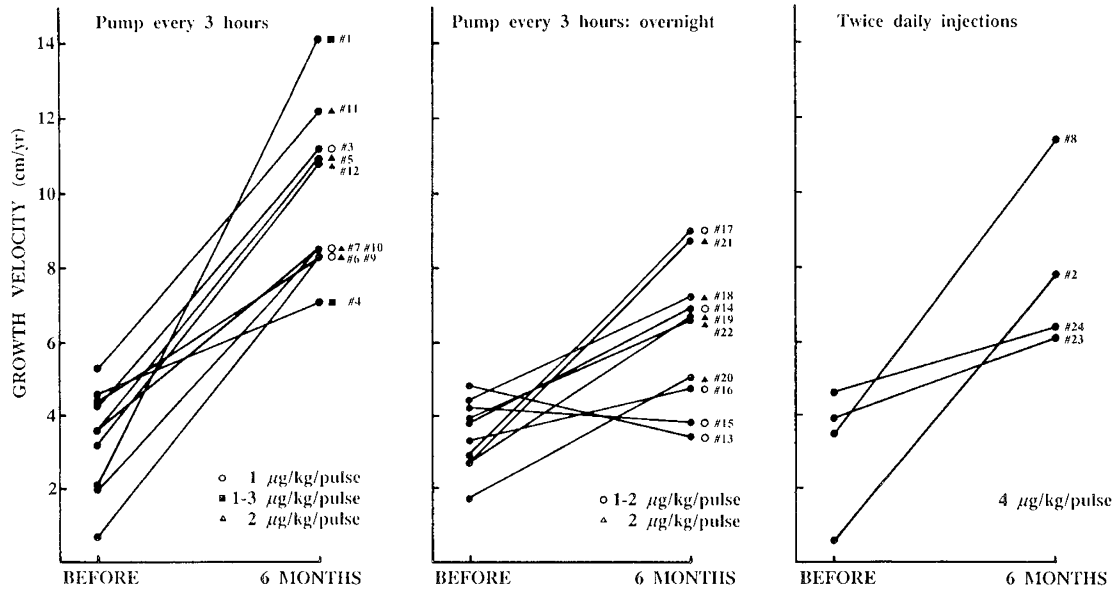 Pump every 3 hours
Pump every 3 hours: overnight
Twice daily injections
GROWTH VELOCITY (cm/yr)
14
12
10
8
6
4
2
#1
#11
#3
#5
#12
#7 #10
#6 #9
#4
1 µg/kg/pulse
1-3 µg/kg/pulse
2 µg/kg/pulse
BEFORE
6 MONTHS
#17
#21
#18
#14
#19
#22
#20
#16
#15
#13
1-2 µg/kg/pulse
2 µg/kg/pulse
BEFORE
6 MONTHS
#8
#2
#24
#23
4 µg/kg/pulse
BEFORE
6 MONTHS